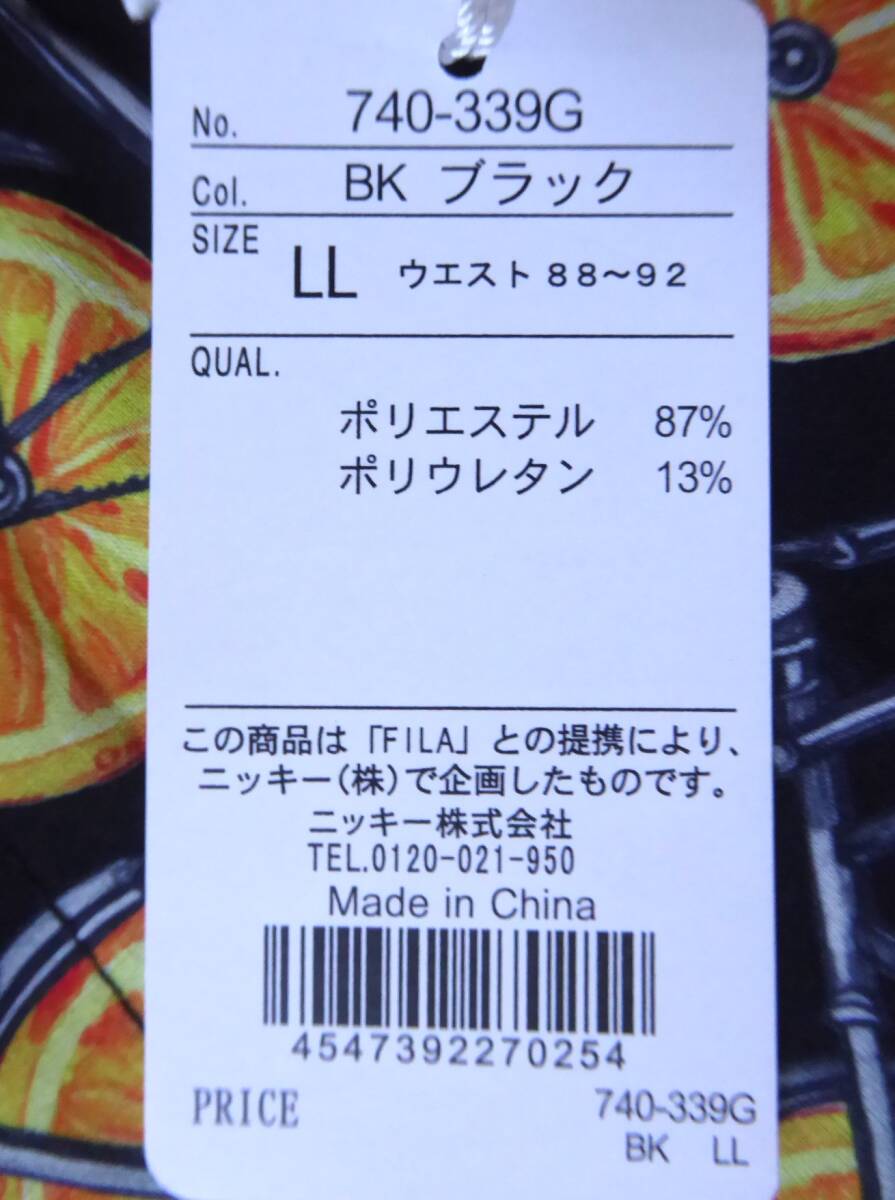 No. 740-339G
Col. BK ブラック
SIZE LL ウエスト 88〜92
QUAL.
ポリエステル 87%
ポリウレタン 13%
この商品は「FILA」との提携により、
ニッキー(株)で企画したものです。
ニッキー株式会社
TEL.0120-021-950
Made in China
4547392270254
PRICE 740-339G
BK LL